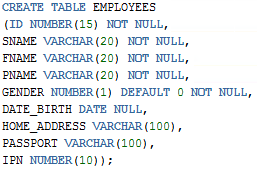 CREATE TABLE EMPLOYEES
(ID NUMBER(15) NOT NULL,
SNAME VARCHAR(20) NOT NULL,
FNAME VARCHAR(20) NOT NULL,
PNAME VARCHAR(20) NOT NULL,
GENDER NUMBER(1) DEFAULT 0 NOT NULL,
DATE_BIRTH DATE NULL,
HOME_ADDRESS VARCHAR(100),
PASSPORT VARCHAR(100),
IPN NUMBER(10));